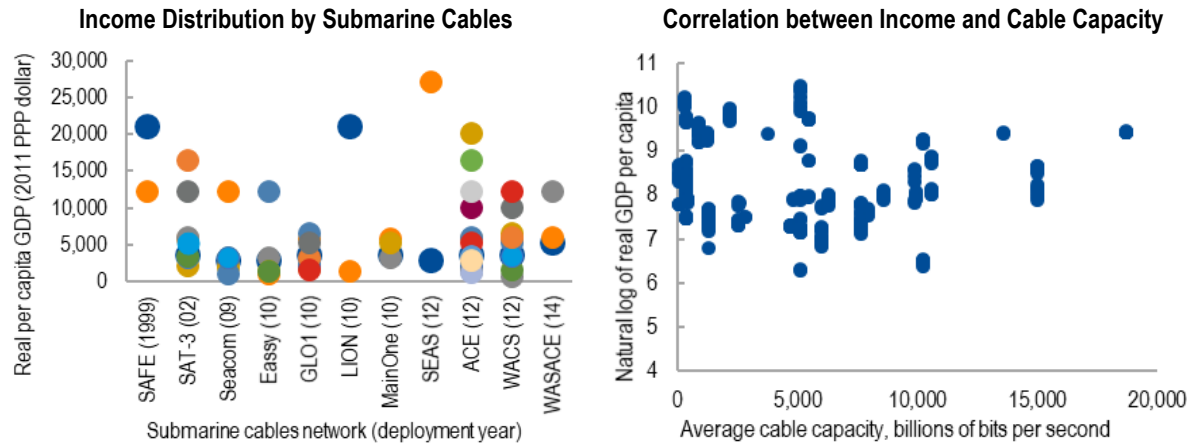 Income Distribution by Submarine Cables
Real per capita GDP (2011 PPP dollar)
30,000
25,000
20,000
15,000
10,000
5,000
0
SAFE (1999)
SAT-3 (02)
Seacom (09)
Eassy (10)
GLO1 (10)
LION (10)
MainOne (10)
SEAS (12)
ACE (12)
WACS (12)
WASACE (14)
Submarine cables network (deployment year)
Correlation between Income and Cable Capacity
Natural log of real GDP per capita
11
10
9
8
7
6
5
4
0
5,000
10,000
15,000
20,000
Average cable capacity, billions of bits per second